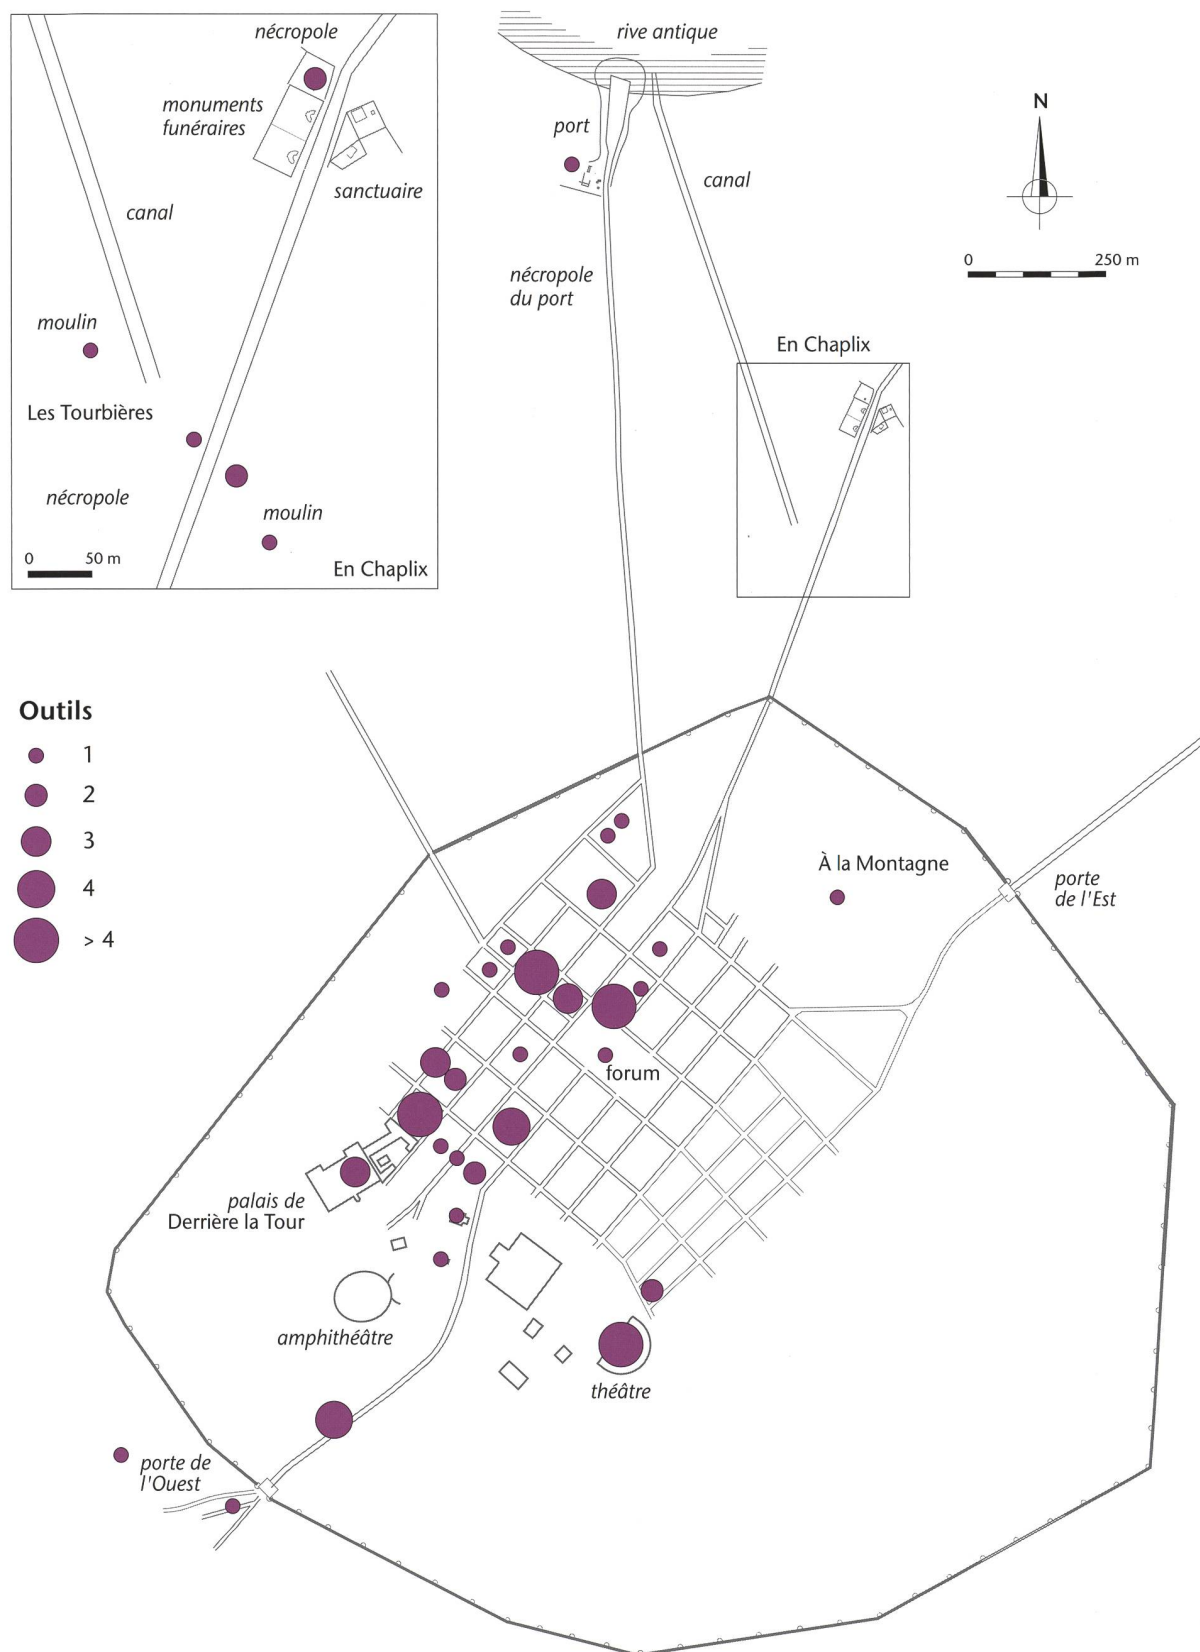 nécropole
monuments
funéraires
sanctuaire
canal
moulin
Les Tourbières
nécropole
moulin
0 50 m
En Chaplix
rive antique
port
canal
nécropole
du port
N
0 250 m
En Chaplix
Outils
1
2
3
4
> 4
À la Montagne
porte
de l'Est
forum
palais de
Derrière la Tour
amphithéâtre
théâtre
porte de
l'Ouest